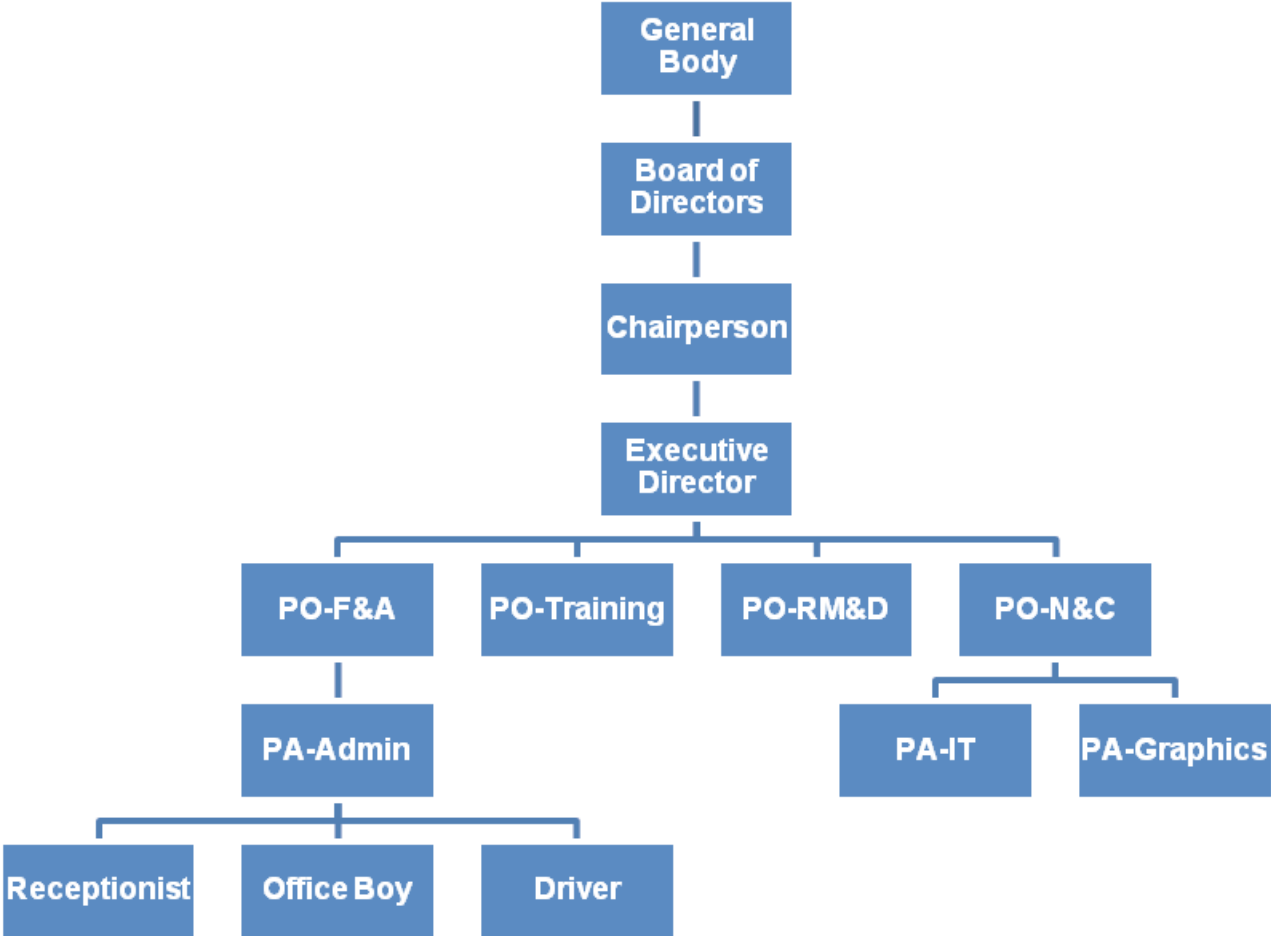 General
Body
Board of
Directors
Chairperson
Executive
Director
PO-F&A
PO-Training
PO-RM&D
PO-N&C
PA-Admin
PA-IT
PA-Graphics
Receptionist
Office Boy
Driver